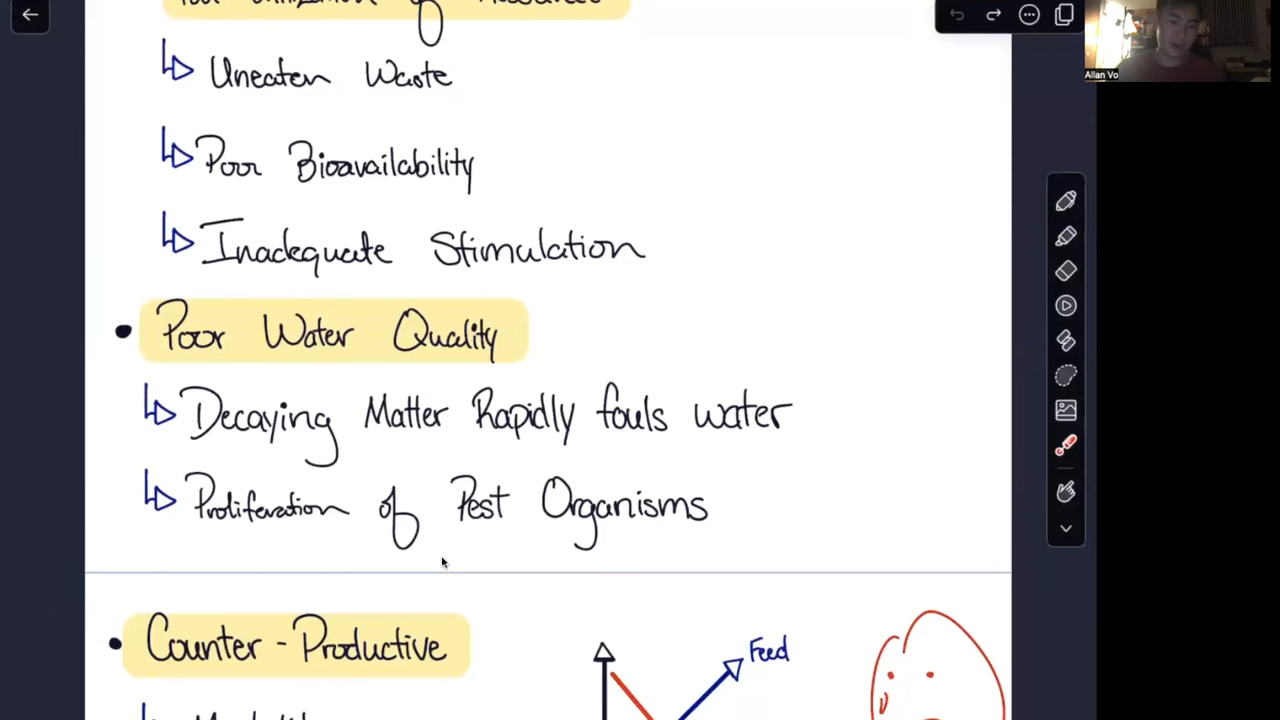 of
Uneaten Waste
Poor Bioavailability
Inadequate Stimulation
Poor Water Quality
Decaying Matter Rapidly fouls water
Proliferation of Pest Organisms
Counter - Productive
Feed
Allan Vo